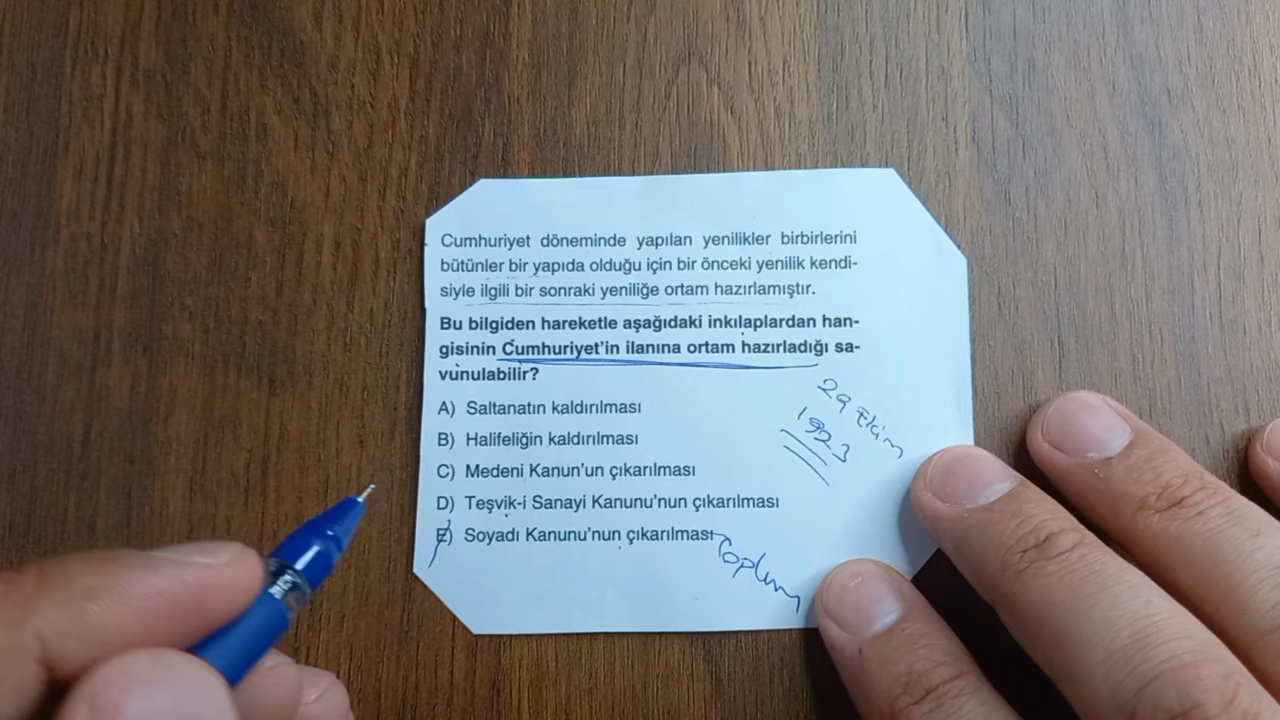 Cumhuriyet döneminde yapılan yenilikler birbirlerini
bütünler bir yapıda olduğu için bir önceki yenilik kendi-
siyle ilgili bir sonraki yeniliğe ortam hazırlamıştır.
Bu bilgiden hareketle aşağıdaki inkılaplardan han-
gisinin Cumhuriyet'in ilanına ortam hazırladığı sa-
vunulabilir?
A) Saltanatın kaldırılması
B) Halifeliğin kaldırılması
C) Medeni Kanun'un çıkarılması
D) Teşvik-i Sanayi Kanunu'nun çıkarılması
E) Soyadı Kanunu'nun çıkarılması
29 Ekim
1923
Toplum